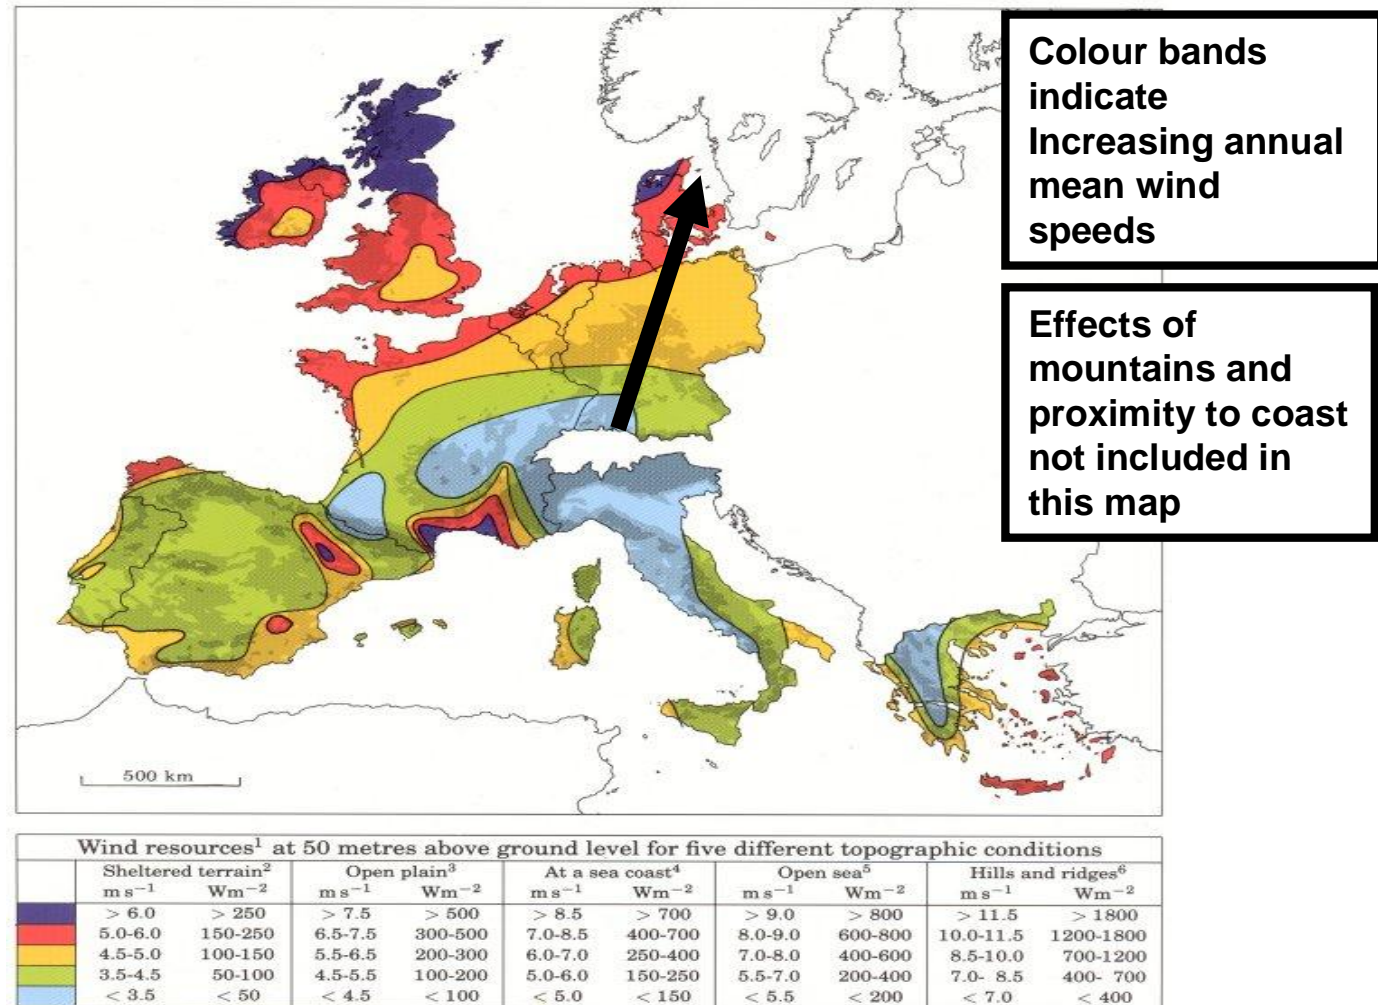 Colour bands
indicate
Increasing annual
mean wind
speeds
Effects of
mountains and
proximity to coast
not included in
this map
500 km
Wind resources¹ at 50 metres above ground level for five different topographic conditions
Sheltered terrain² Open plain³ At a sea coast⁴ Open sea⁵ Hills and ridges⁶
m s⁻¹ Wm⁻² m s⁻¹ Wm⁻² m s⁻¹ Wm⁻² m s⁻¹ Wm⁻² m s⁻¹ Wm⁻²
> 6.0 > 250 > 7.5 > 500 > 8.5 > 700 > 9.0 > 800 > 11.5 > 1800
5.0-6.0 150-250 6.5-7.5 300-500 7.0-8.5 400-700 8.0-9.0 600-800 10.0-11.5 1200-1800
4.5-5.0 100-150 5.5-6.5 200-300 6.0-7.0 250-400 7.0-8.0 400-600 8.5-10.0 700-1200
3.5-4.5 50-100 4.5-5.5 100-200 5.0-6.0 150-250 5.5-7.0 200-400 7.0- 8.5 400- 700
< 3.5 < 50 < 4.5 < 100 < 5.0 < 150 < 5.5 < 200 < 7.0 < 400